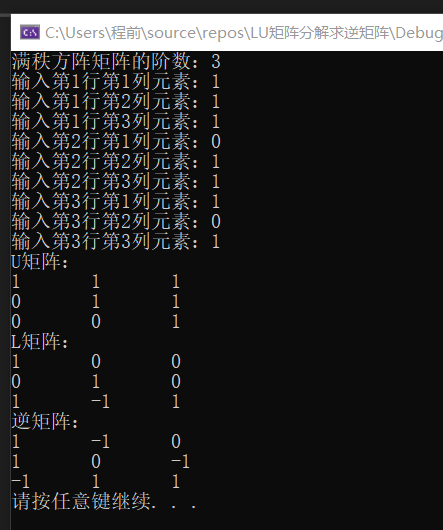 C:\Users\程前\source\repos\LU矩阵分解求逆矩阵\Debug
满秩方阵矩阵的阶数：3
输入第1行第1列元素：1
输入第1行第2列元素：1
输入第1行第3列元素：1
输入第2行第1列元素：0
输入第2行第2列元素：1
输入第2行第3列元素：1
输入第3行第1列元素：1
输入第3行第2列元素：0
输入第3行第3列元素：1
U矩阵：
1 1 1
0 1 1
0 0 1
L矩阵：
1 0 0
0 1 0
1 -1 1
逆矩阵：
1 -1 0
1 0 -1
-1 1 1
请按任意键继续. . .